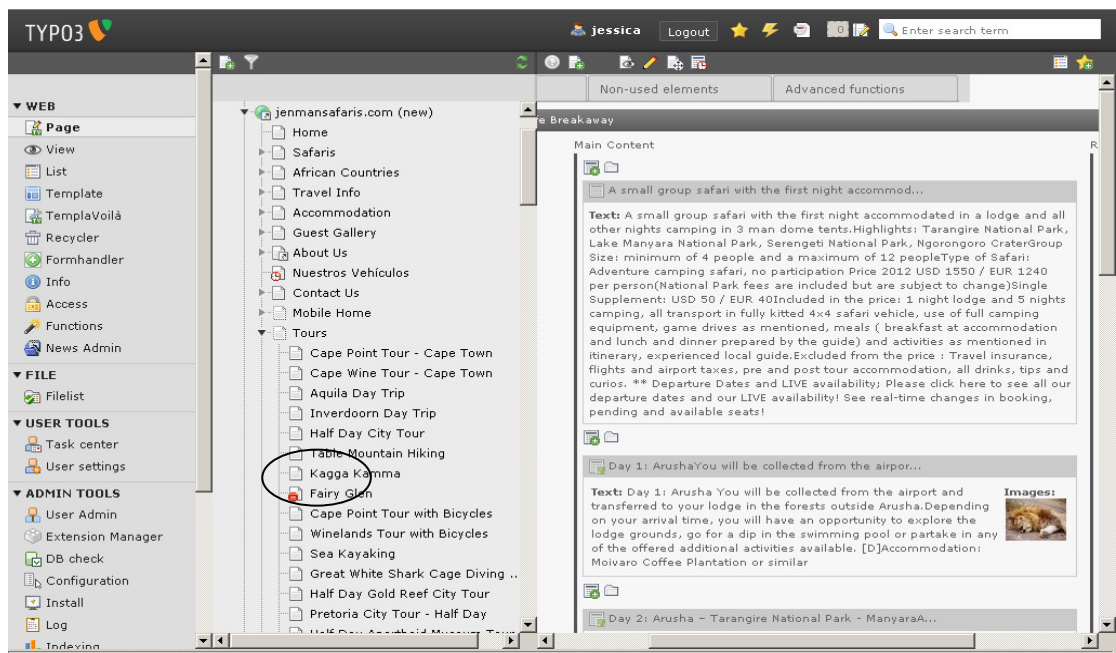 TYPO3
jessica
Logout
Enter search term
WEB
Page
View
List
Template
TemplaVoilà
Recycler
Formhandler
Info
Access
Functions
News Admin
FILE
Filelist
USER TOOLS
Task center
User settings
ADMIN TOOLS
User Admin
Extension Manager
DB check
Configuration
Install
Log
Indexing
jenmansafaris.com (new)
Home
Safaris
African Countries
Travel Info
Accommodation
Guest Gallery
About Us
Nuestros Vehículos
Contact Us
Mobile Home
Tours
Cape Point Tour - Cape Town
Cape Wine Tour - Cape Town
Aquila Day Trip
Inverdoorn Day Trip
Half Day City Tour
Table Mountain Hiking
Kagga Kamma
Fairy Glen
Cape Point Tour with Bicycles
Winelands Tour with Bicycles
Sea Kayaking
Great White Shark Cage Diving ..
Half Day Gold Reef City Tour
Pretoria City Tour - Half Day
Half Day Apartheid Museum Tour
Non-used elements
Advanced functions
e Breakaway
Main Content
R
A small group safari with the first night accommod...
Text: A small group safari with the first night accommodated in a lodge and all
other nights camping in 3 man dome tents.Highlights: Tarangire National Park,
Lake Manyara National Park, Serengeti National Park, Ngorongoro CraterGroup
Size: minimum of 4 people and a maximum of 12 peopleType of Safari:
Adventure camping safari, no participation Price 2012 USD 1550 / EUR 1240
per person(National Park fees are included but are subject to change)Single
Supplement: USD 50 / EUR 40Included in the price: 1 night lodge and 5 nights
camping, all transport in fully kitted 4x4 safari vehicle, use of full camping
equipment, game drives as mentioned, meals ( breakfast at accommodation
and lunch and dinner prepared by the guide) and activities as mentioned in
itinerary, experienced local guide.Excluded from the price : Travel insurance,
flights and airport taxes, pre and post tour accommodation, all drinks, tips and
curios. ** Departure Dates and LIVE availability; Please click here to see all our
departure dates and our LIVE availability! See real-time changes in booking,
pending and available seats!
Day 1: ArushaYou will be collected from the airpor...
Text: Day 1: Arusha You will be collected from the airport and
transferred to your lodge in the forests outside Arusha.Depending
on your arrival time, you will have an opportunity to explore the
lodge grounds, go for a dip in the swimming pool or partake in any
of the offered additional activities available. [D]Accommodation:
Moivaro Coffee Plantation or similar
Images:
Day 2: Arusha – Tarangire National Park - ManyaraA...